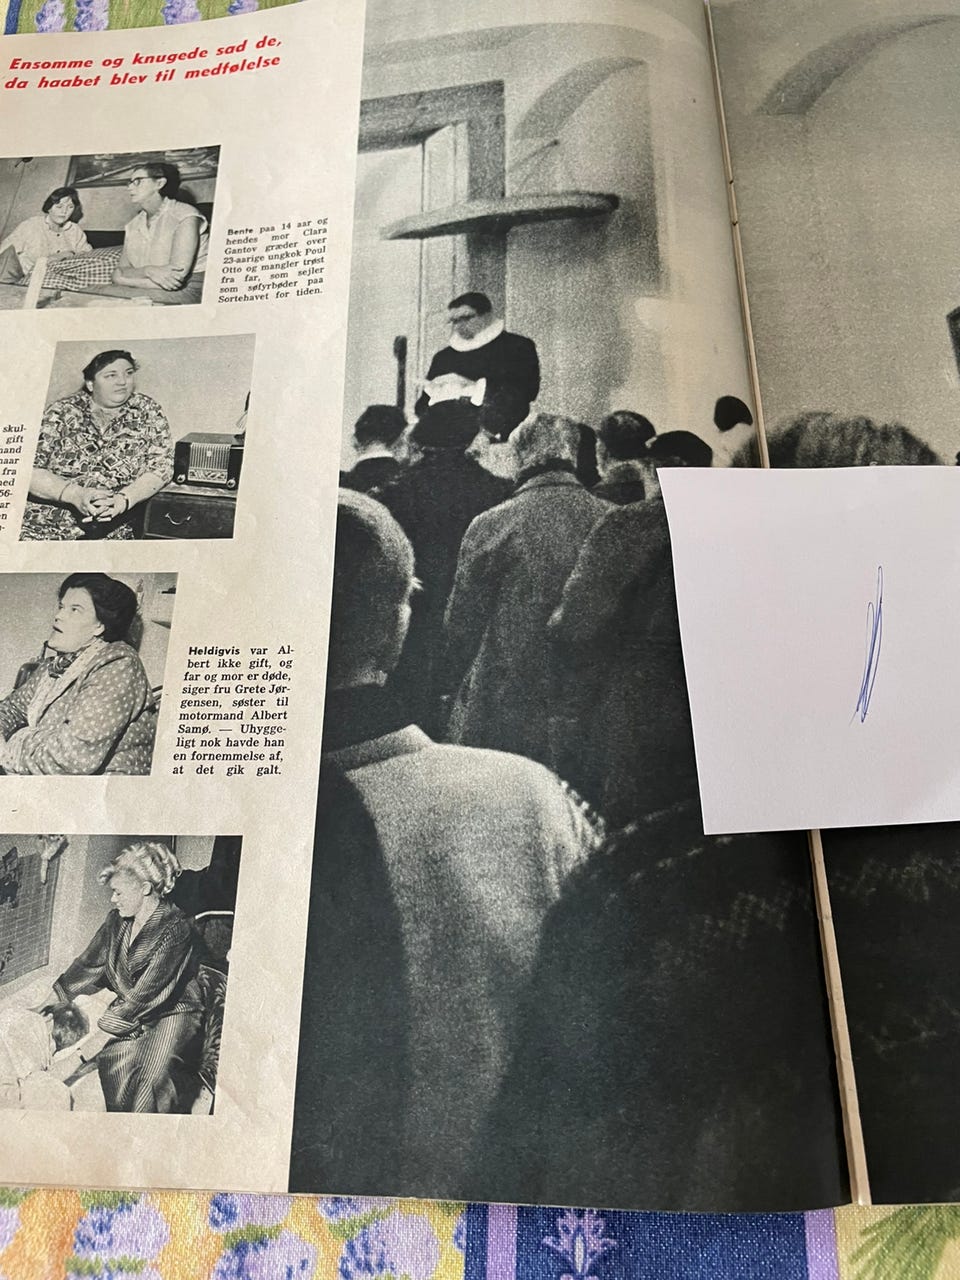 Ensomme og knugede sad de,
da haabet blev til medfølelse
Bente paa 14 aar og
hendes mor Clara
Gantov græder over
23-aarige ungkok Poul
Otto og mangler trøst
fra far, som sejler
som søfyrbøder paa
Sortehavet for tiden.
skul-
gift
fra
56-
Heldigvis var Al-
bert ikke gift, og
far og mor er døde,
siger fru Grete Jør-
gensen, søster til
motormand Albert
Samø. — Uhygge-
ligt nok havde han
en fornemmelse af,
at det gik galt.